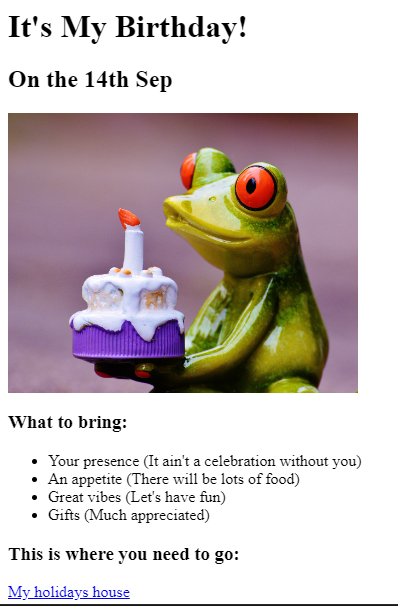 It's My Birthday!
On the 14th Sep
What to bring:
Your presence (It ain't a celebration without you)
An appetite (There will be lots of food)
Great vibes (Let's have fun)
Gifts (Much appreciated)
This is where you need to go:
My holidays house